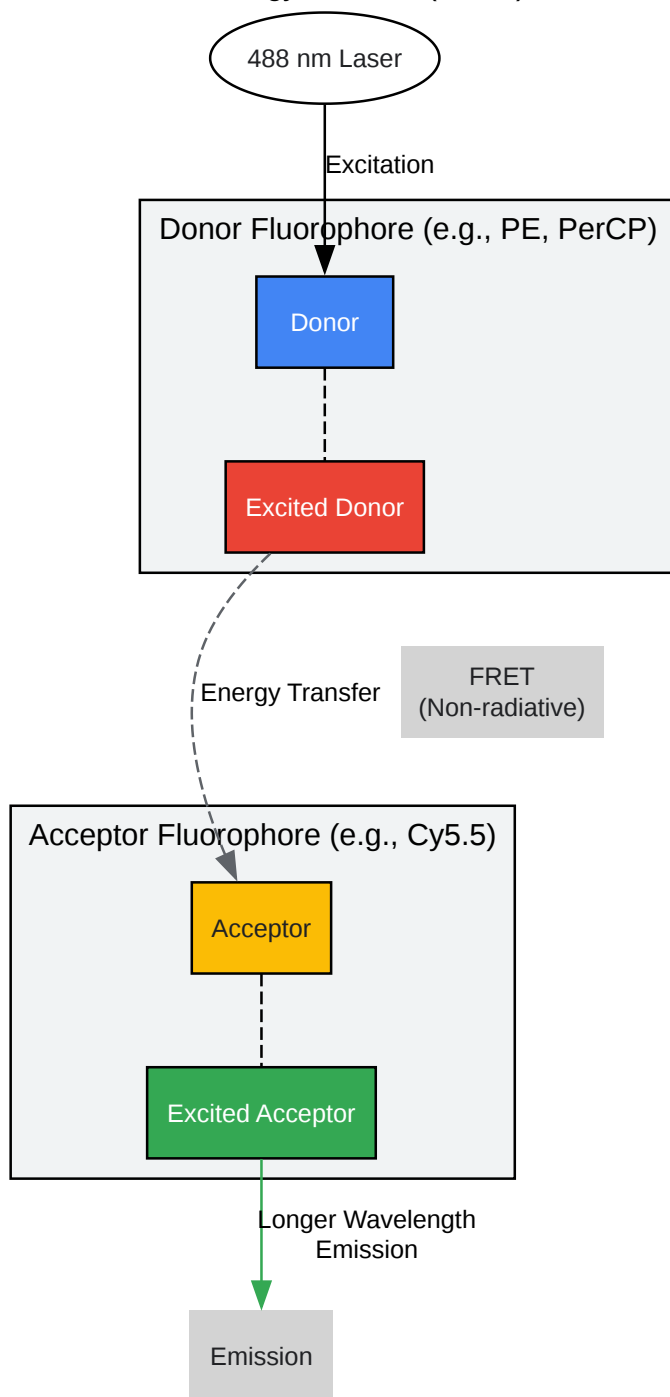 488 nm Laser
Excitation
Donor Fluorophore (e.g., PE, PerCP)
Donor
Excited Donor
Energy Transfer
FRET
(Non-radiative)
Acceptor Fluorophore (e.g., Cy5.5)
Acceptor
Excited Acceptor
Longer Wavelength
Emission
Emission